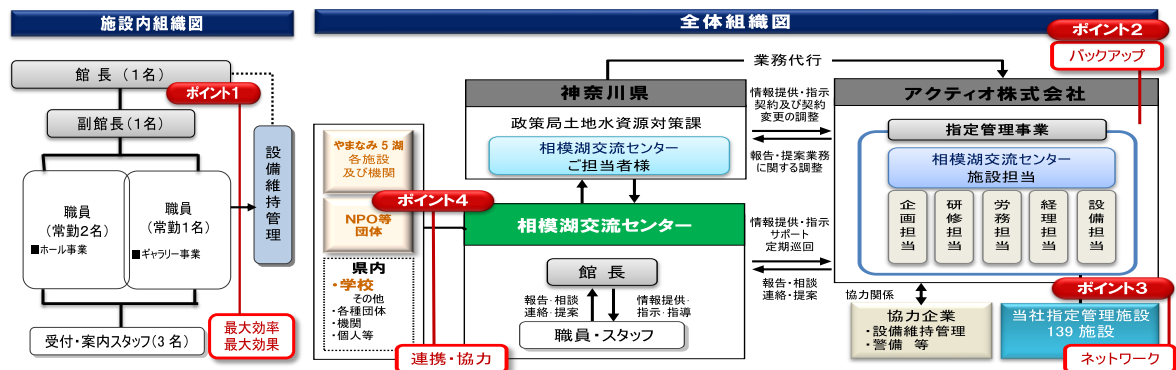 施設内組織図
館 長 (1名)
ポイント1
副館長(1名)
設備維持管理
職員
(常勤2名)
■ホール事業
職員
(常勤1名)
■ギャラリー事業
受付・案内スタッフ(3名)
最大効率
最大効果
全体組織図
ポイント2
バックアップ
業務代行
神奈川県
政策局土地水資源対策課
相模湖交流センター
ご担当者様
情報提供・指示
契約及び契約
変更の調整
報告・提案業務
に関する調整
アクティオ株式会社
指定管理事業
相模湖交流センター
施設担当
企画担当
研修担当
労務担当
経理担当
設備担当
やまなみ5湖
各施設
及び機関
NPO等
団体
県内
・学校
その他
・各種団体
・機関
・個人等
ポイント4
連携・協力
相模湖交流センター
館 長
報告・相談
連絡・提案
情報提供・
指示・指導
職員・スタッフ
情報提供・指示
サポート
定期巡回
報告・相談
連絡・提案
協力関係
協力企業
・設備維持管理
・警備 等
ポイント3
当社指定管理施設
139 施設
ネットワーク